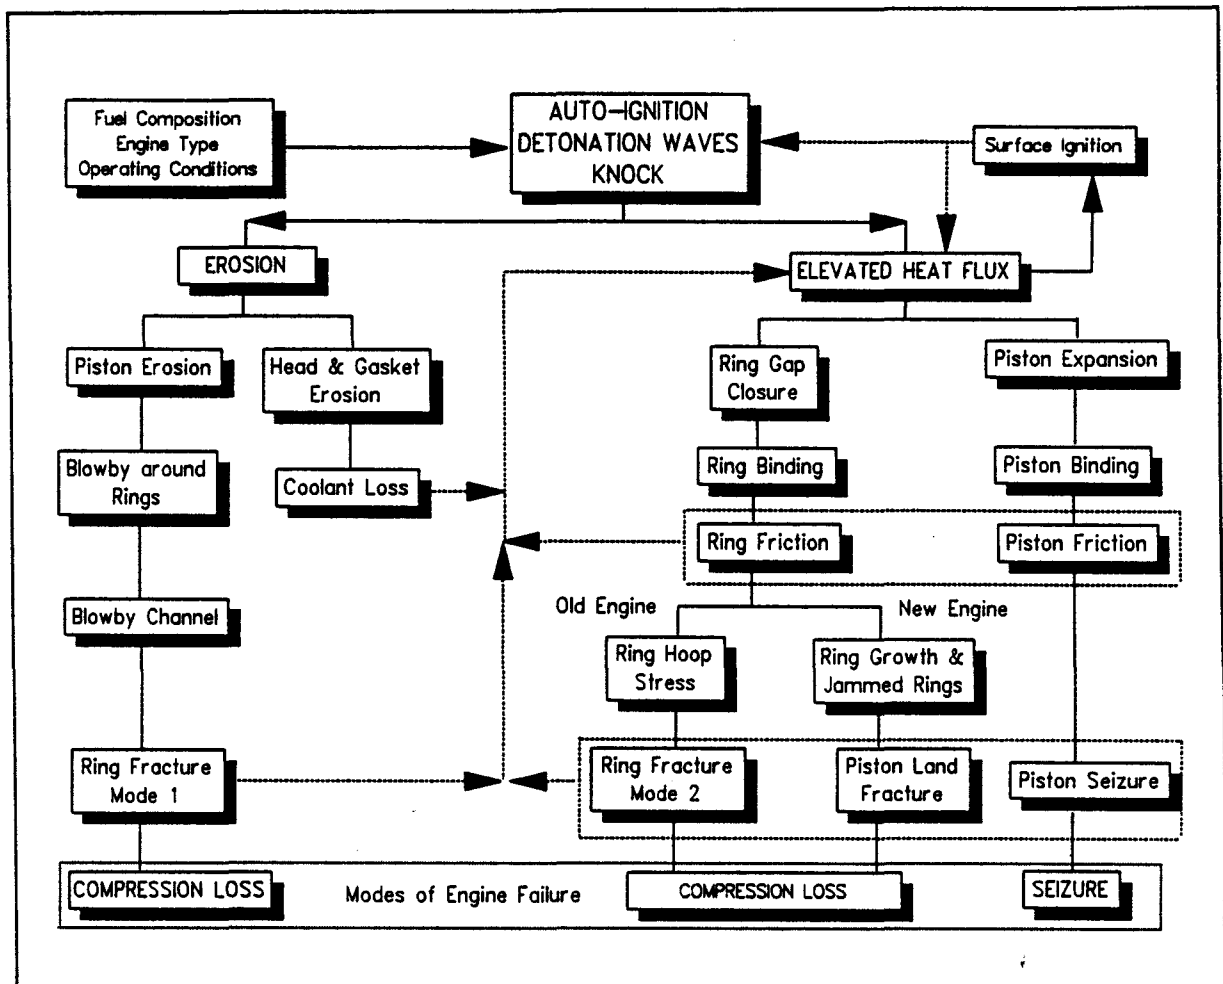 Fuel Composition
Engine Type
Operating Conditions
AUTO-IGNITION
DETONATION WAVES
KNOCK
Surface Ignition
EROSION
ELEVATED HEAT FLUX
Piston Erosion
Head & Gasket
Erosion
Ring Gap
Closure
Piston Expansion
Blowby around
Rings
Coolant Loss
Ring Binding
Piston Binding
Ring Friction
Piston Friction
Blowby Channel
Old Engine
New Engine
Ring Hoop
Stress
Ring Growth &
Jammed Rings
Ring Fracture
Mode 1
Ring Fracture
Mode 2
Piston Land
Fracture
Piston Seizure
COMPRESSION LOSS
Modes of Engine Failure
COMPRESSION LOSS
SEIZURE